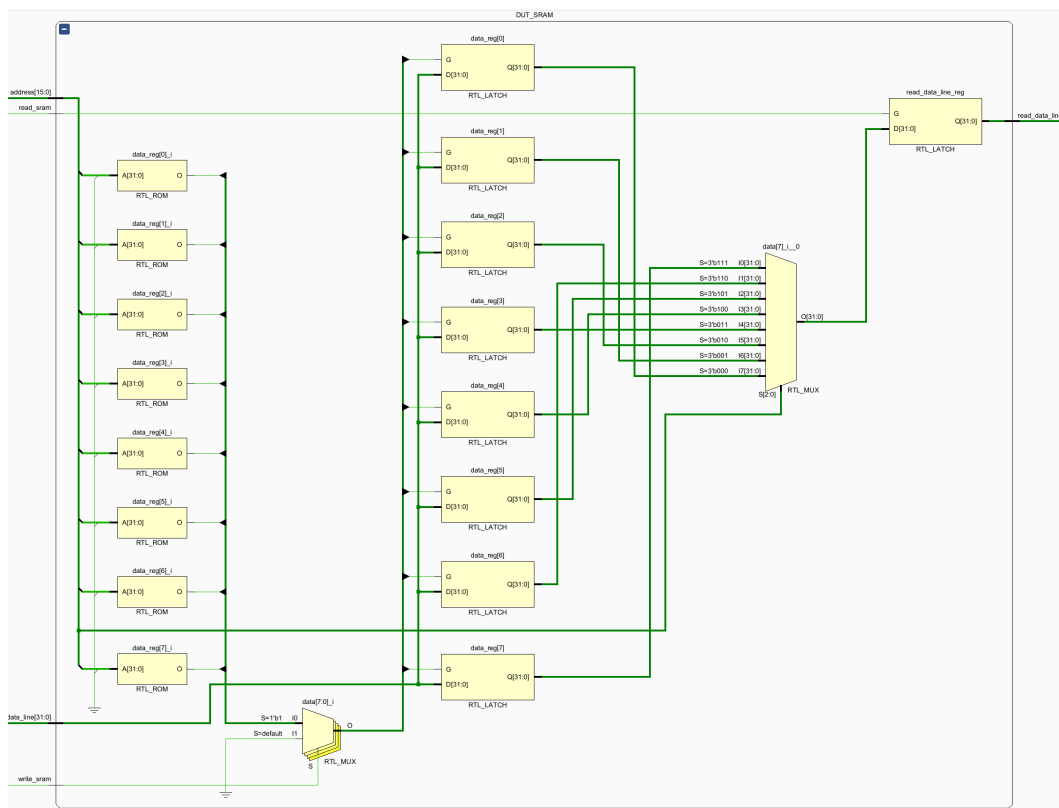 DUT_SRAM
address[15:0]
read_sram
data_reg[0]_i
A[31:0] O
RTL_ROM
data_reg[1]_i
A[31:0] O
RTL_ROM
data_reg[2]_i
A[31:0] O
RTL_ROM
data_reg[3]_i
A[31:0] O
RTL_ROM
data_reg[4]_i
A[31:0] O
RTL_ROM
data_reg[5]_i
A[31:0] O
RTL_ROM
data_reg[6]_i
A[31:0] O
RTL_ROM
data_reg[7]_i
A[31:0] O
RTL_ROM
data_line[31:0]
write_sram
data[7:0]_i
S=1'b1 I0
S=default I1
O
S
RTL_MUX
data_reg[0]
G
D[31:0]
Q[31:0]
RTL_LATCH
data_reg[1]
G
D[31:0]
Q[31:0]
RTL_LATCH
data_reg[2]
G
D[31:0]
Q[31:0]
RTL_LATCH
data_reg[3]
G
D[31:0]
Q[31:0]
RTL_LATCH
data_reg[4]
G
D[31:0]
Q[31:0]
RTL_LATCH
data_reg[5]
G
D[31:0]
Q[31:0]
RTL_LATCH
data_reg[6]
G
D[31:0]
Q[31:0]
RTL_LATCH
data_reg[7]
G
D[31:0]
Q[31:0]
RTL_LATCH
data[7]_i__0
S=3'b111 I0[31:0]
S=3'b110 I1[31:0]
S=3'b101 I2[31:0]
S=3'b100 I3[31:0]
S=3'b011 I4[31:0]
S=3'b010 I5[31:0]
S=3'b001 I6[31:0]
S=3'b000 I7[31:0]
O[31:0]
S[2:0]
RTL_MUX
read_data_line_reg
G
D[31:0]
Q[31:0]
RTL_LATCH
read_data_lin